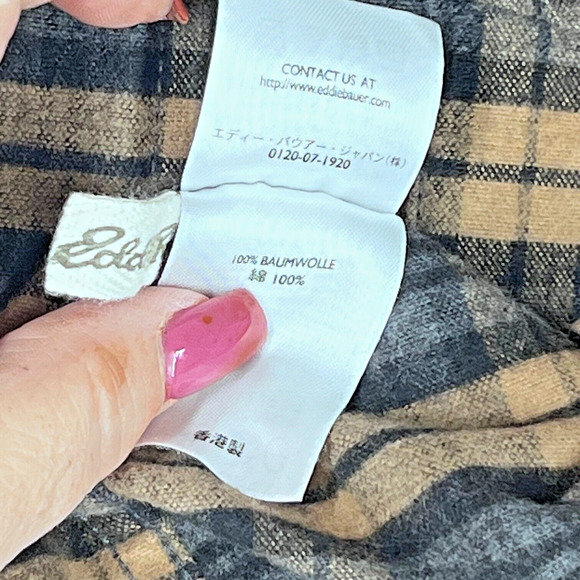 CONTACT US AT
http://www.eddiebauer.com
エディー・バウアー・ジャパン(株)
0120-07-1920
100% BAUMWOLLE
綿 100%
香港製